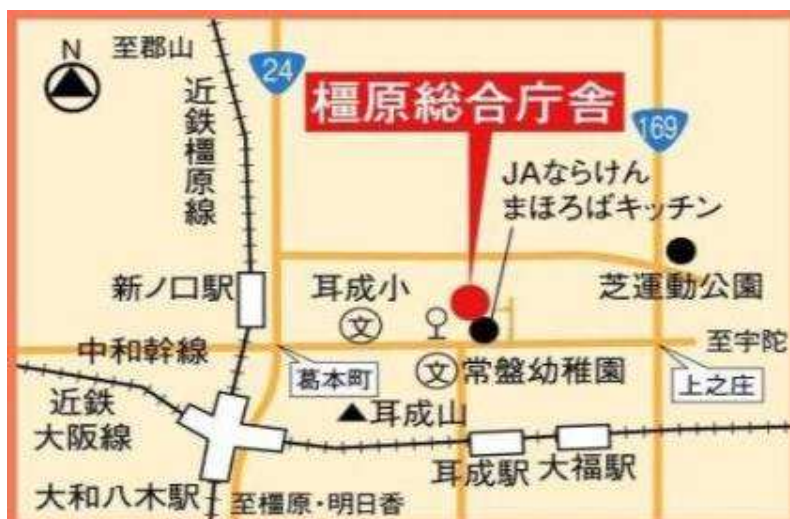 N
至郡山
24
橿原総合庁舎
169
近鉄橿原線
JAならけん
まほろばキッチン
新ノ口駅
耳成小
文
芝運動公園
中和幹線
至宇陀
葛本町
文
常盤幼稚園
上之庄
近鉄
大阪線
耳成山
耳成駅
大福駅
大和八木駅
至橿原・明日香